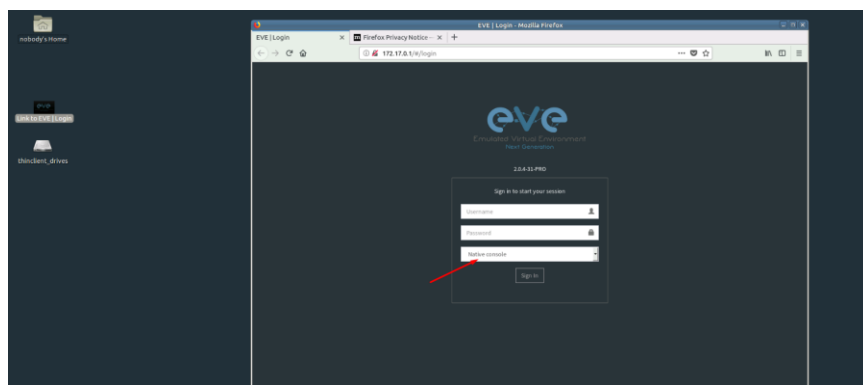 nobody's Home
eve
Link to EVE | Login
thinclient_drives
EVE | Login - Mozilla Firefox
EVE | Login
Firefox Privacy Notice —
172.17.0.1/#/login
eve
Emulated Virtual Environment
Next Generation
2.0.4-31-PRO
Sign in to start your session
Username
Password
Native console
Sign In